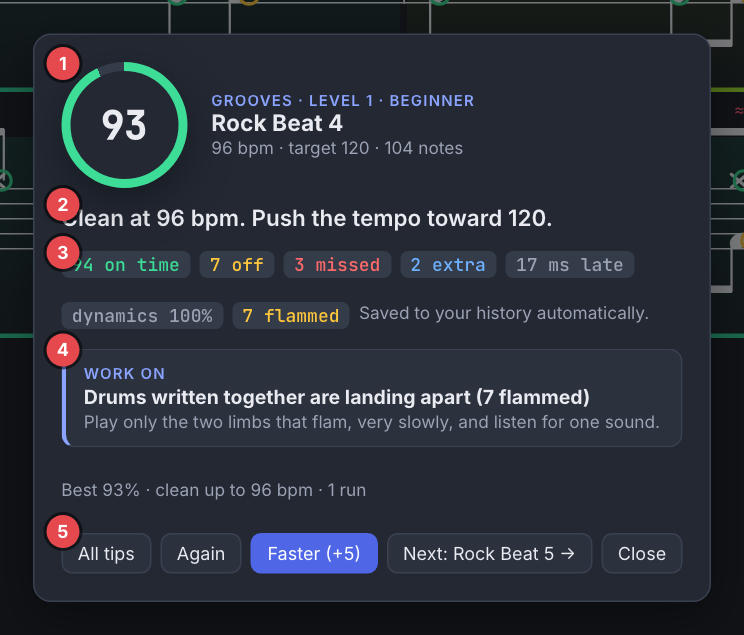 1
93
GROOVES · LEVEL 1 · BEGINNER
Rock Beat 4
96 bpm · target 120 · 104 notes
2
Clean at 96 bpm. Push the tempo toward 120.
3
94 on time 7 off 3 missed 2 extra 17 ms late
dynamics 100% 7 flammed Saved to your history automatically.
4
WORK ON
Drums written together are landing apart (7 flammed)
Play only the two limbs that flam, very slowly, and listen for one sound.
Best 93% · clean up to 96 bpm · 1 run
5
All tips Again Faster (+5) Next: Rock Beat 5 → Close